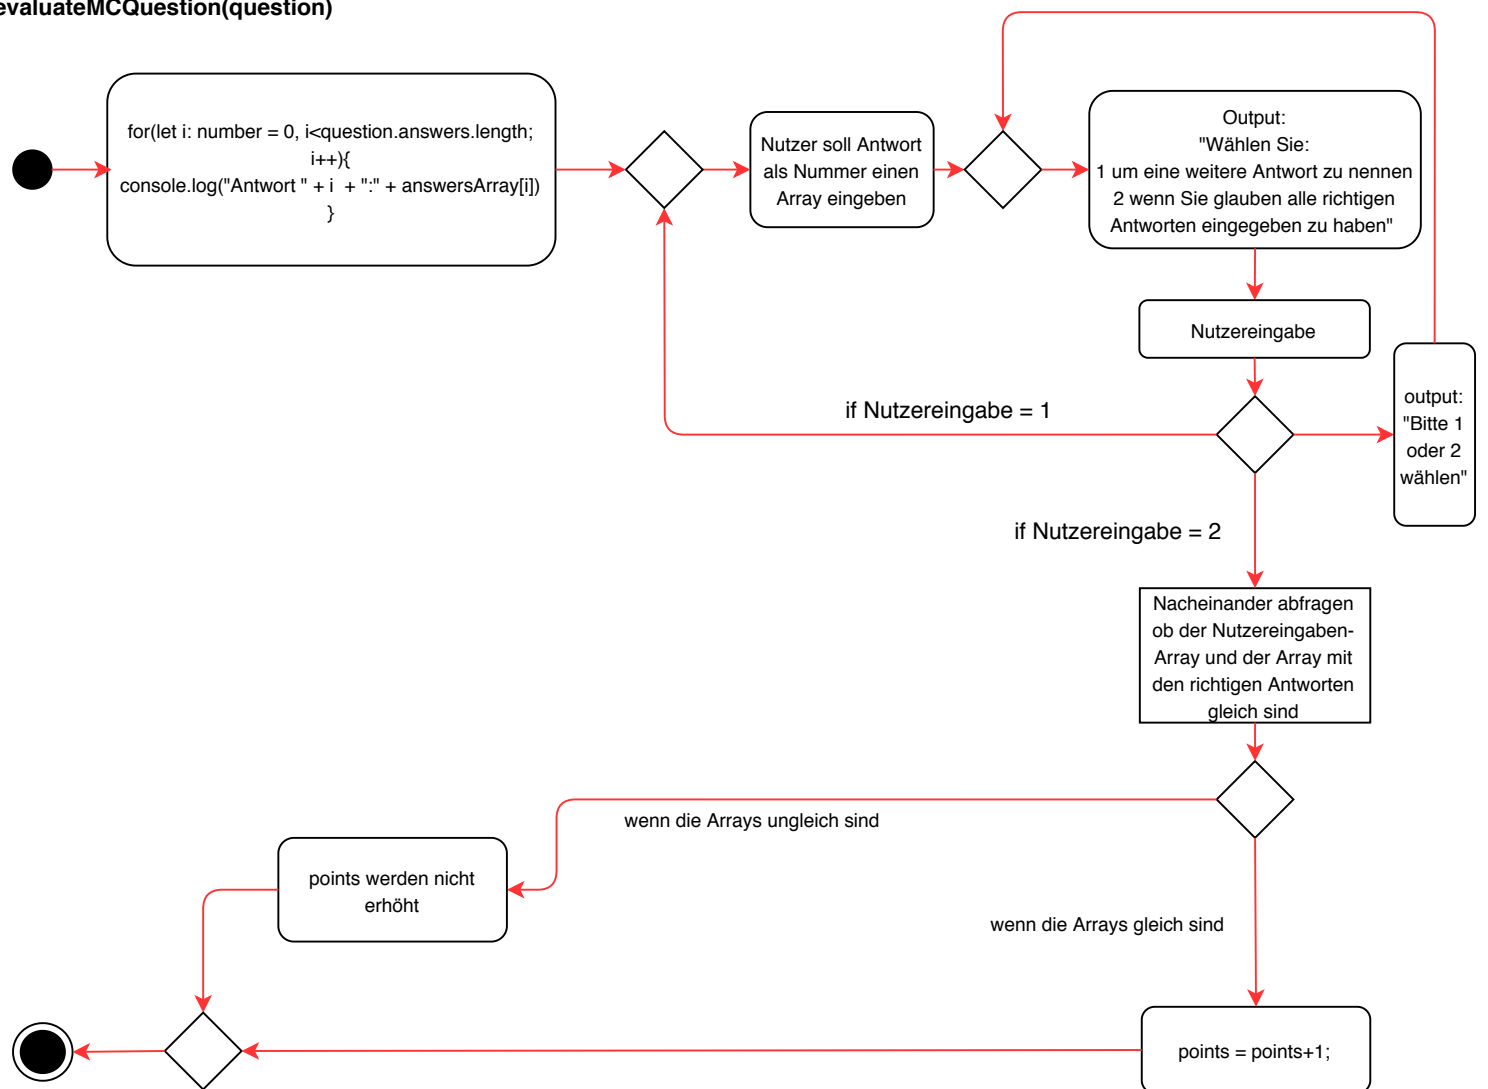 evaluateMCQuestion(question)
for(let i: number = 0, i<question.answers.length;
i++){
console.log("Antwort " + i  + ":" + answersArray[i])
}
Nutzer soll Antwort
als Nummer einen
Array eingeben
Output:
"Wählen Sie:
1 um eine weitere Antwort zu nennen
2 wenn Sie glauben alle richtigen
Antworten eingegeben zu haben"
Nutzereingabe
output:
"Bitte 1
oder 2
wählen"
if Nutzereingabe = 1
if Nutzereingabe = 2
Nacheinander abfragen
ob der Nutzereingaben-
Array und der Array mit
den richtigen Antworten
gleich sind
wenn die Arrays ungleich sind
points werden nicht
erhöht
wenn die Arrays gleich sind
points = points+1;